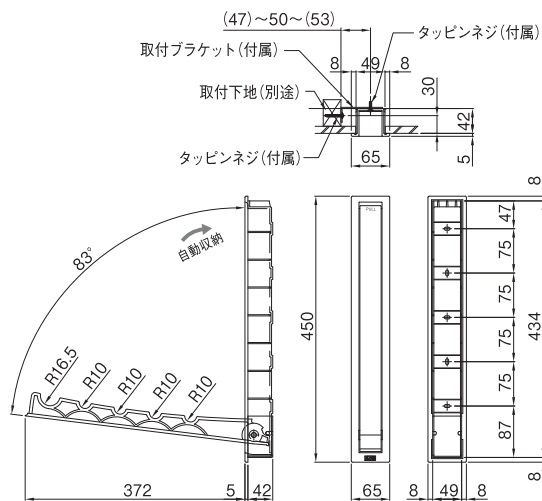 (47)～50～(53)
タッピンネジ(付属)
取付ブラケット(付属)
8 49 8
取付下地(別途)
30
42
タッピンネジ(付属)
65
5
8
PULL
47
83°
自動収納
75
75
450
75
434
R16.5
R10
R10
R10
R10
75
87
372 5 42 65 8 49 8
8